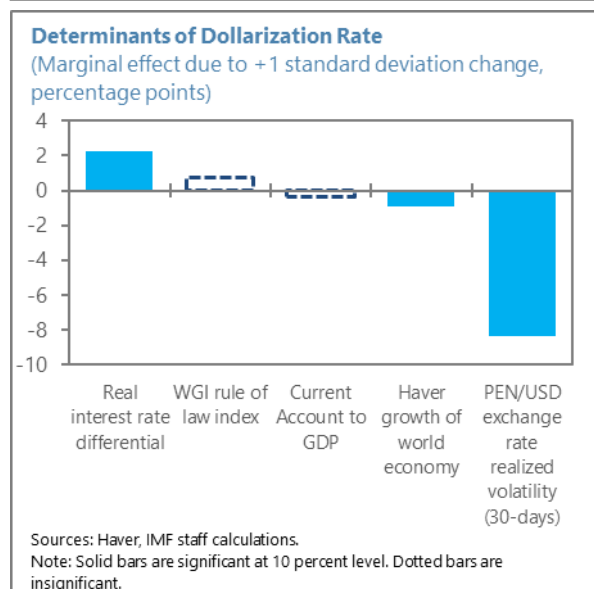 Determinants of Dollarization Rate
(Marginal effect due to +1 standard deviation change,
percentage points)
4
2
0
-2
-4
-6
-8
-10
Real
interest rate
differential
WGI rule of
law index
Current
Account to
GDP
Haver
growth of
world
economy
PEN/USD
exchange
rate
realized
volatility
(30-days)
Sources: Haver, IMF staff calculations.
Note: Solid bars are significant at 10 percent level. Dotted bars are
insignificant.